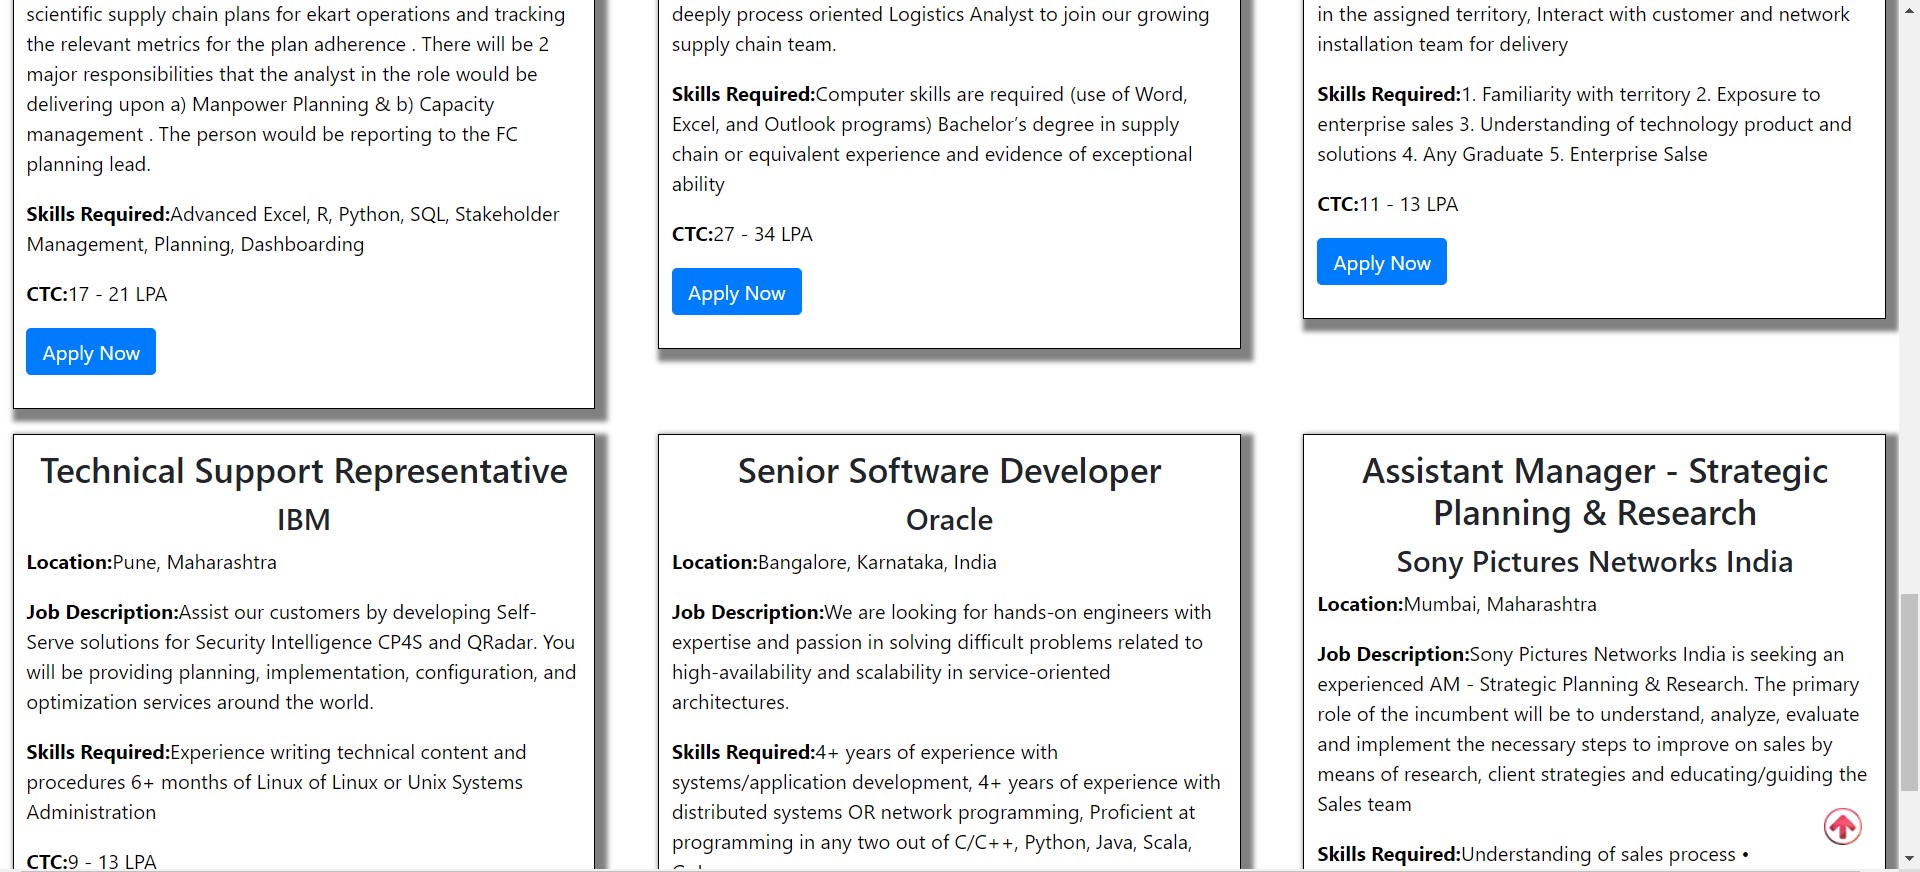 scientific supply chain plans for ekart operations and tracking
the relevant metrics for the plan adherence . There will be 2
major responsibilities that the analyst in the role would be
delivering upon a) Manpower Planning & b) Capacity
management . The person would be reporting to the FC
planning lead.
Skills Required:Advanced Excel, R, Python, SQL, Stakeholder
Management, Planning, Dashboarding
CTC:17 - 21 LPA
Apply Now
deeply process oriented Logistics Analyst to join our growing
supply chain team.
Skills Required:Computer skills are required (use of Word,
Excel, and Outlook programs) Bachelor’s degree in supply
chain or equivalent experience and evidence of exceptional
ability
CTC:27 - 34 LPA
Apply Now
in the assigned territory, Interact with customer and network
installation team for delivery
Skills Required:1. Familiarity with territory 2. Exposure to
enterprise sales 3. Understanding of technology product and
solutions 4. Any Graduate 5. Enterprise Salse
CTC:11 - 13 LPA
Apply Now
Technical Support Representative
IBM
Location:Pune, Maharashtra
Job Description:Assist our customers by developing Self-
Serve solutions for Security Intelligence CP4S and QRadar. You
will be providing planning, implementation, configuration, and
optimization services around the world.
Skills Required:Experience writing technical content and
procedures 6+ months of Linux of Linux or Unix Systems
Administration
CTC:9 - 13 LPA
Senior Software Developer
Oracle
Location:Bangalore, Karnataka, India
Job Description:We are looking for hands-on engineers with
expertise and passion in solving difficult problems related to
high-availability and scalability in service-oriented
architectures.
Skills Required:4+ years of experience with
systems/application development, 4+ years of experience with
distributed systems OR network programming, Proficient at
programming in any two out of C/C++, Python, Java, Scala,
Assistant Manager - Strategic
Planning & Research
Sony Pictures Networks India
Location:Mumbai, Maharashtra
Job Description:Sony Pictures Networks India is seeking an
experienced AM - Strategic Planning & Research. The primary
role of the incumbent will be to understand, analyze, evaluate
and implement the necessary steps to improve on sales by
means of research, client strategies and educating/guiding the
Sales team
Skills Required:Understanding of sales process •